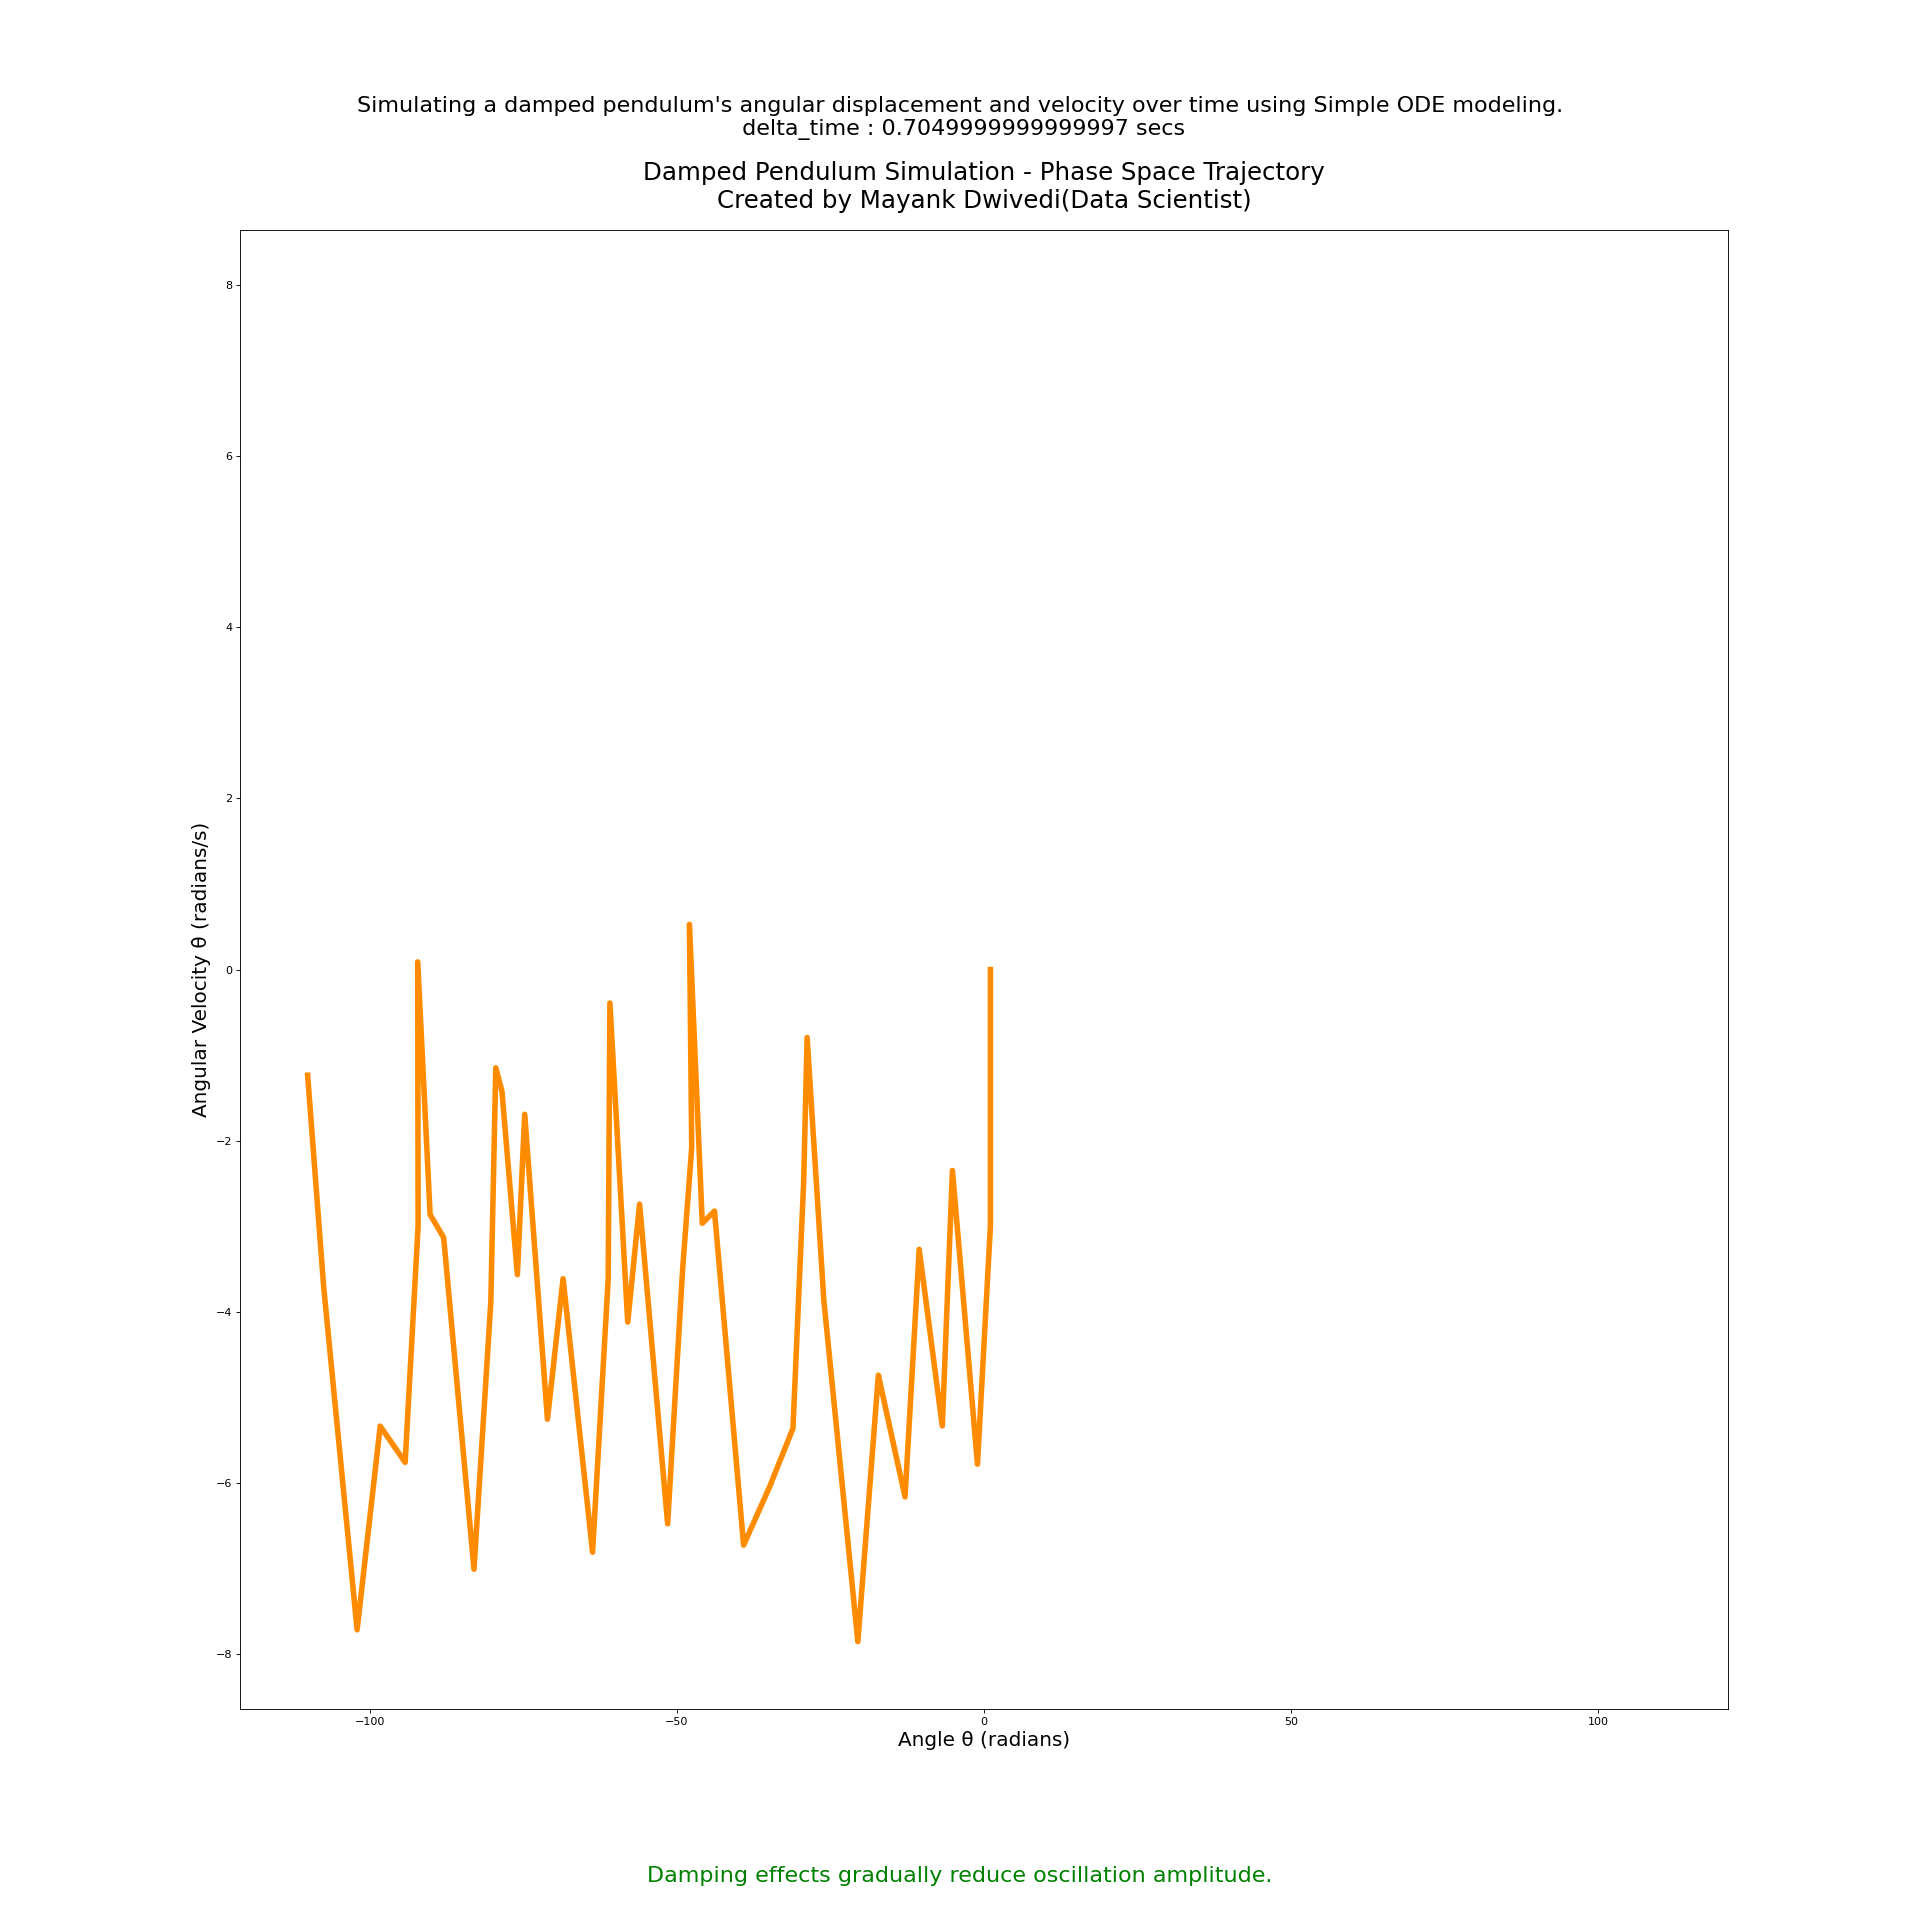 Simulating a damped pendulum's angular displacement and velocity over time using Simple ODE modeling.
delta_time : 0.7049999999999997 secs
Damped Pendulum Simulation - Phase Space Trajectory
Created by Mayank Dwivedi(Data Scientist)
8
6
4
2
0
−2
−4
−6
−8
Angular Velocity θ (radians/s)
−100
−50
0
50
100
Angle θ (radians)
Damping effects gradually reduce oscillation amplitude.